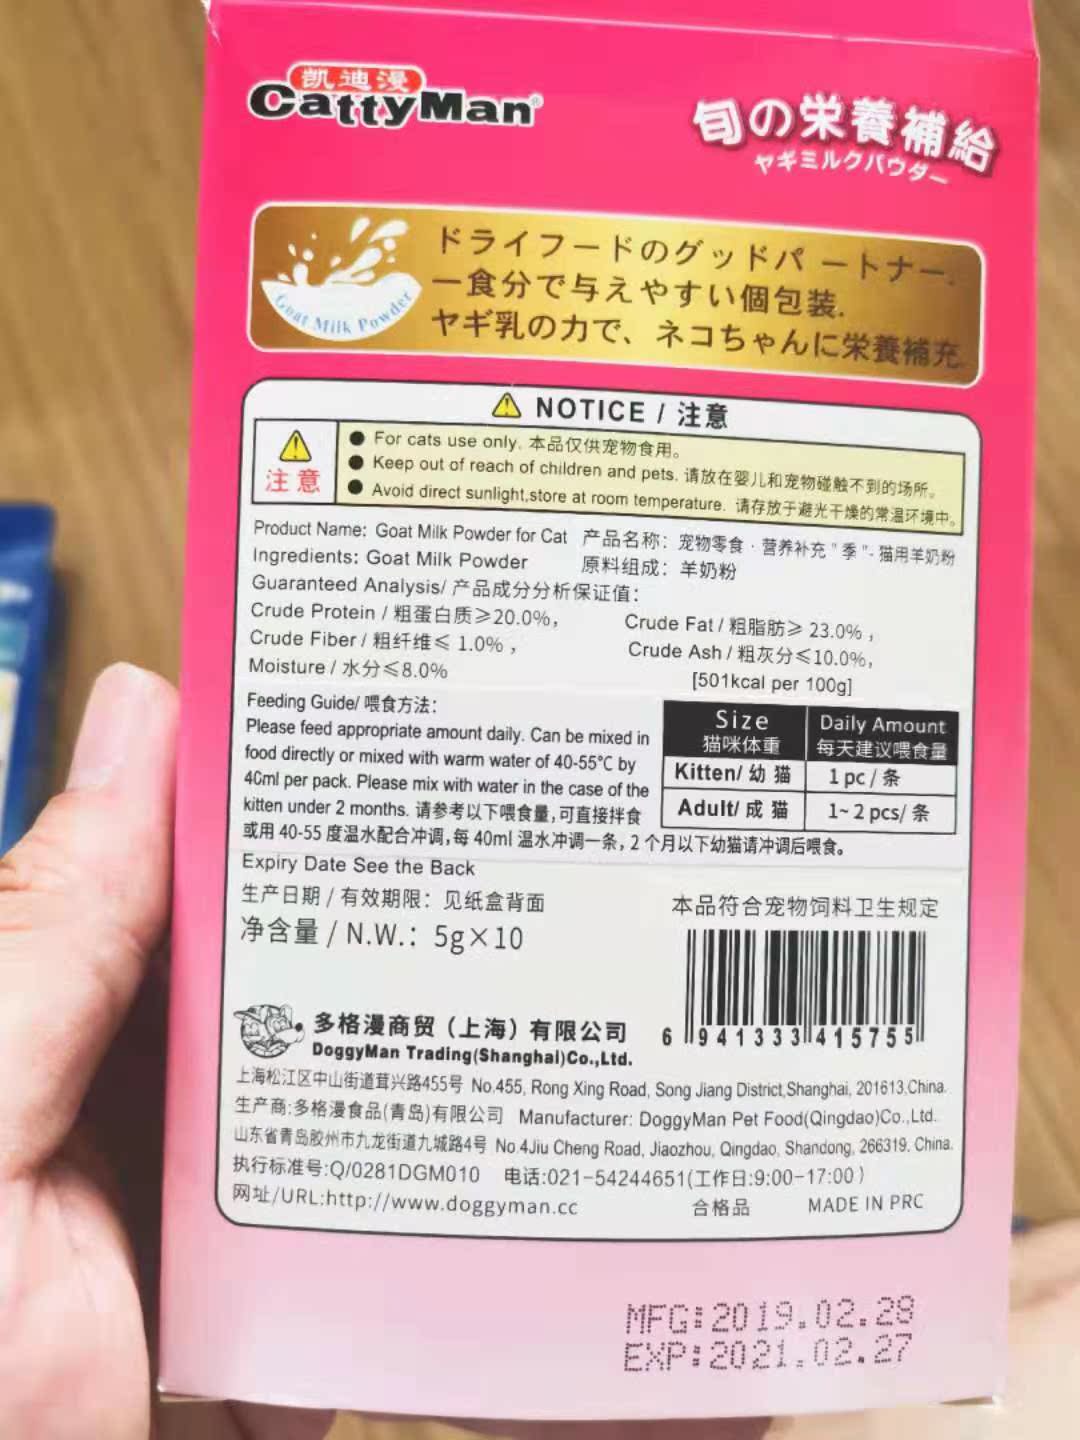 凯迪漫
CattyMan®
旬の栄養補給
ヤギミルクパウダー
Goat Milk Powder
ドライフードのグッドパートナー.
一食分で与えやすい個包装.
ヤギ乳の力で、ネコちゃんに栄養補充
NOTICE / 注意
注意
● For cats use only. 本品仅供宠物食用。
● Keep out of reach of children and pets. 请放在婴儿和宠物碰触不到的场所。
● Avoid direct sunlight,store at room temperature. 请存放于避光干燥的常温环境中。
Product Name: Goat Milk Powder for Cat 产品名称：宠物零食·营养补充"季"-猫用羊奶粉
Ingredients: Goat Milk Powder 原料组成：羊奶粉
Guaranteed Analysis/ 产品成分分析保证值：
Crude Protein / 粗蛋白质≥20.0%, Crude Fat / 粗脂肪≥ 23.0% ,
Crude Fiber / 粗纤维≤ 1.0% , Crude Ash / 粗灰分≤10.0%,
Moisture / 水分≤8.0% [501kcal per 100g]
Feeding Guide/ 喂食方法：
Please feed appropriate amount daily. Can be mixed in
food directly or mixed with warm water of 40-55℃ by
40ml per pack. Please mix with water in the case of the
kitten under 2 months. 请参考以下喂食量,可直接拌食
或用 40-55 度温水配合冲调,每 40ml 温水冲调一条，2 个月以下幼猫请冲调后喂食。
Size Daily Amount
猫咪体重 每天建议喂食量
Kitten/ 幼 猫 1 pc / 条
Adult/ 成 猫 1~ 2 pcs/ 条
Expiry Date See the Back
生产日期 / 有效期限：见纸盒背面
净含量 / N.W.：5g×10
本品符合宠物饲料卫生规定
6 941333 415755
多格漫商贸（上海）有限公司
DoggyMan Trading(Shanghai)Co.,Ltd.
上海松江区中山街道茸兴路455号 No.455, Rong Xing Road, Song Jiang District,Shanghai, 201613,China.
生产商:多格漫食品(青岛)有限公司 Manufacturer: DoggyMan Pet Food(Qingdao)Co.,Ltd.
山东省青岛胶州市九龙街道九城路4号 No.4Jiu Cheng Road, Jiaozhou, Qingdao, Shandong, 266319. China.
执行标准号:Q/0281DGM010 电话:021-54244651(工作日:9:00-17:00)
网址/URL:http://www.doggyman.cc 合格品 MADE IN PRC
MFG:2019.02.28
EXP:2021.02.27